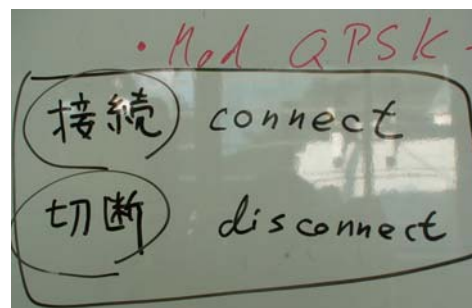 • Mod QPSK -
接続 connect
切断 disconnect